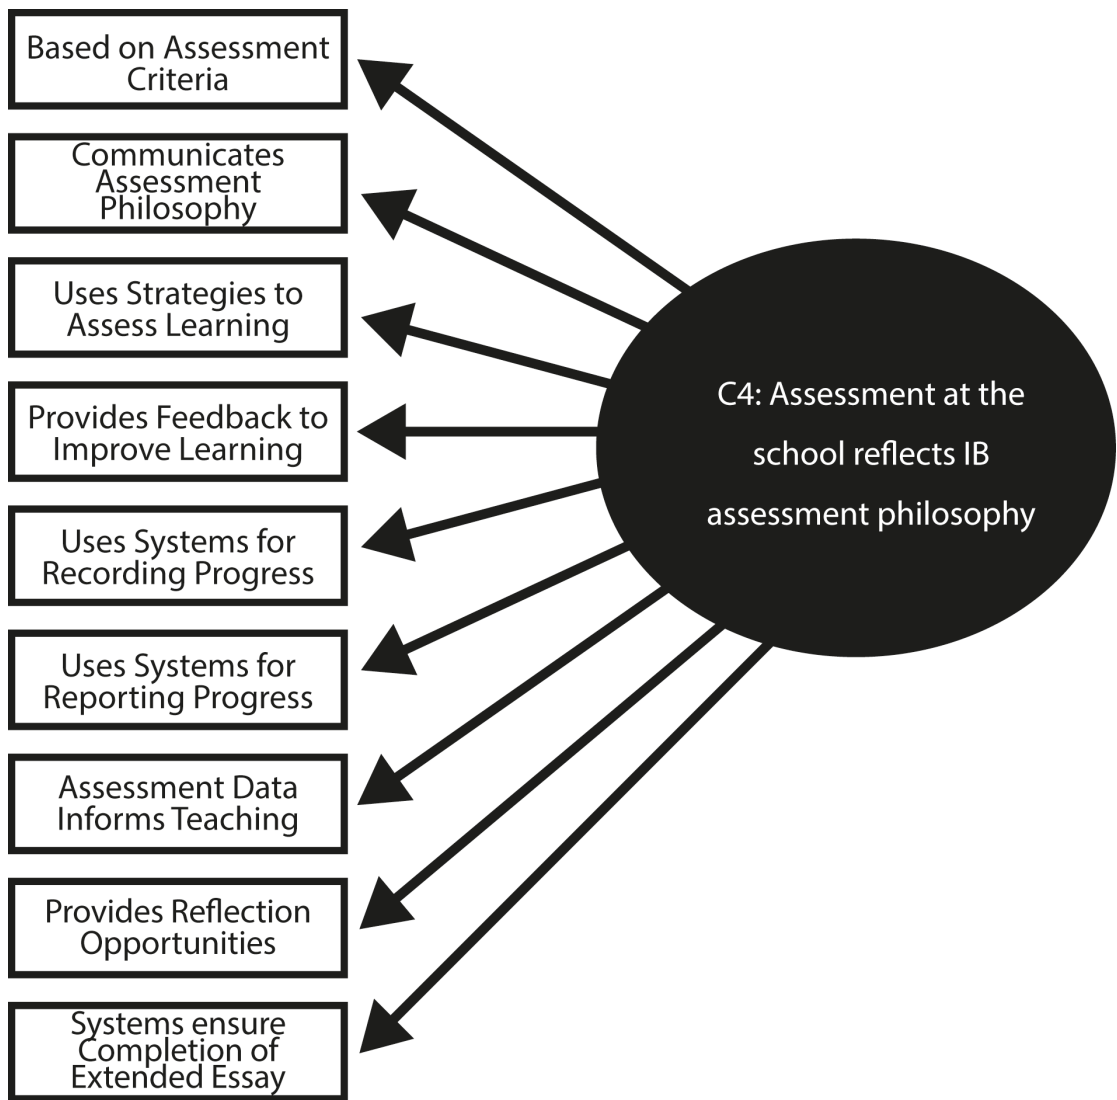 Based on Assessment
Criteria
Communicates
Assessment
Philosophy
Uses Strategies to
Assess Learning
Provides Feedback to
Improve Learning
Uses Systems for
Recording Progress
Uses Systems for
Reporting Progress
Assessment Data
Informs Teaching
Provides Reflection
Opportunities
Systems ensure
Completion of
Extended Essay
C4: Assessment at the
school reflects IB
assessment philosophy